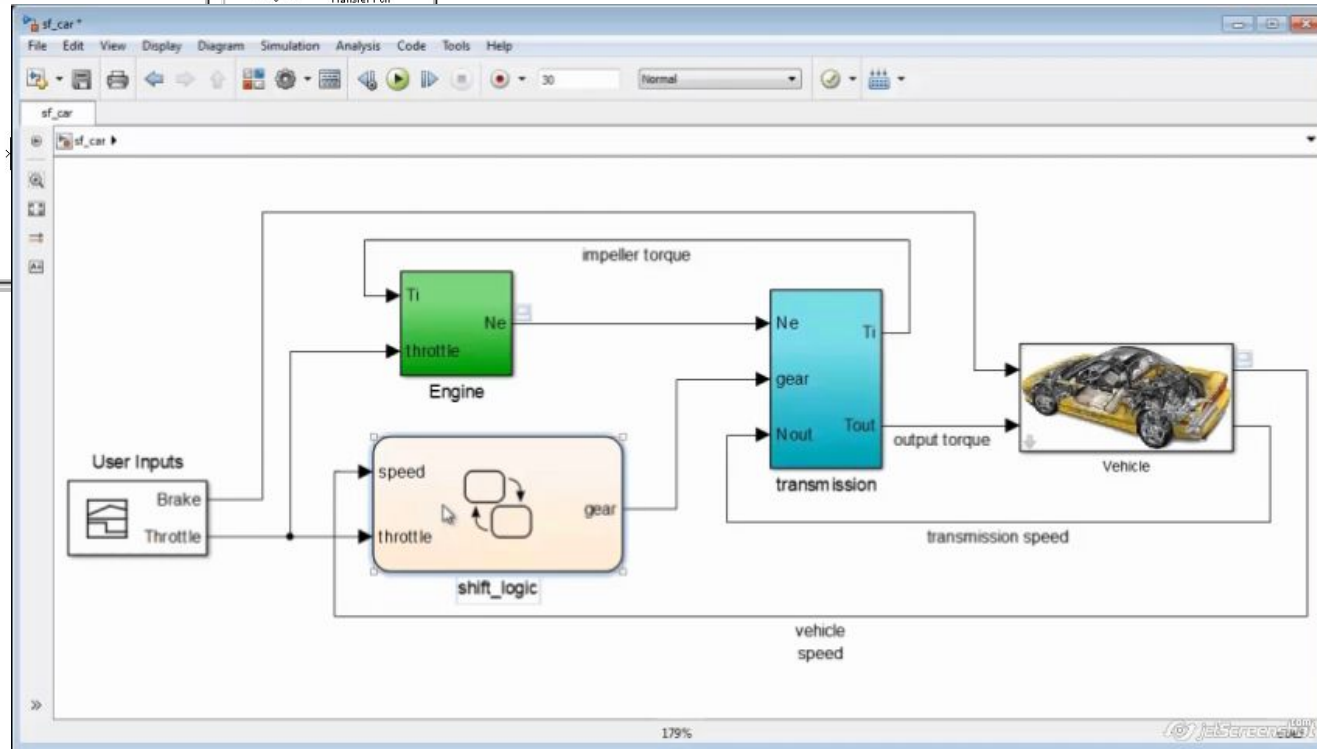 sf_car *
File Edit View Display Diagram Simulation Analysis Code Tools Help
30 Normal
sf_car
sf_car
impeller torque
Ti
Ne
throttle
Engine
Ne
Ti
gear
Nout
Tout
transmission
output torque
Vehicle
User Inputs
Brake
Throttle
speed
gear
throttle
shift_logic
transmission speed
vehicle
speed
179%
jetScreenshot
.com